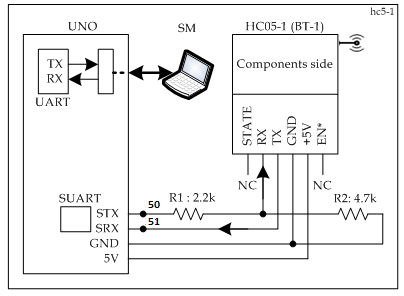 hc5-1
UNO
SM
HC05-1 (BT-1)
TX
RX
UART
Components side
STATE
RX
TX
GND
+5V
EN*
NC
NC
SUART
STX
50
R1 : 2.2k
R2: 4.7k
SRX
51
GND
5V